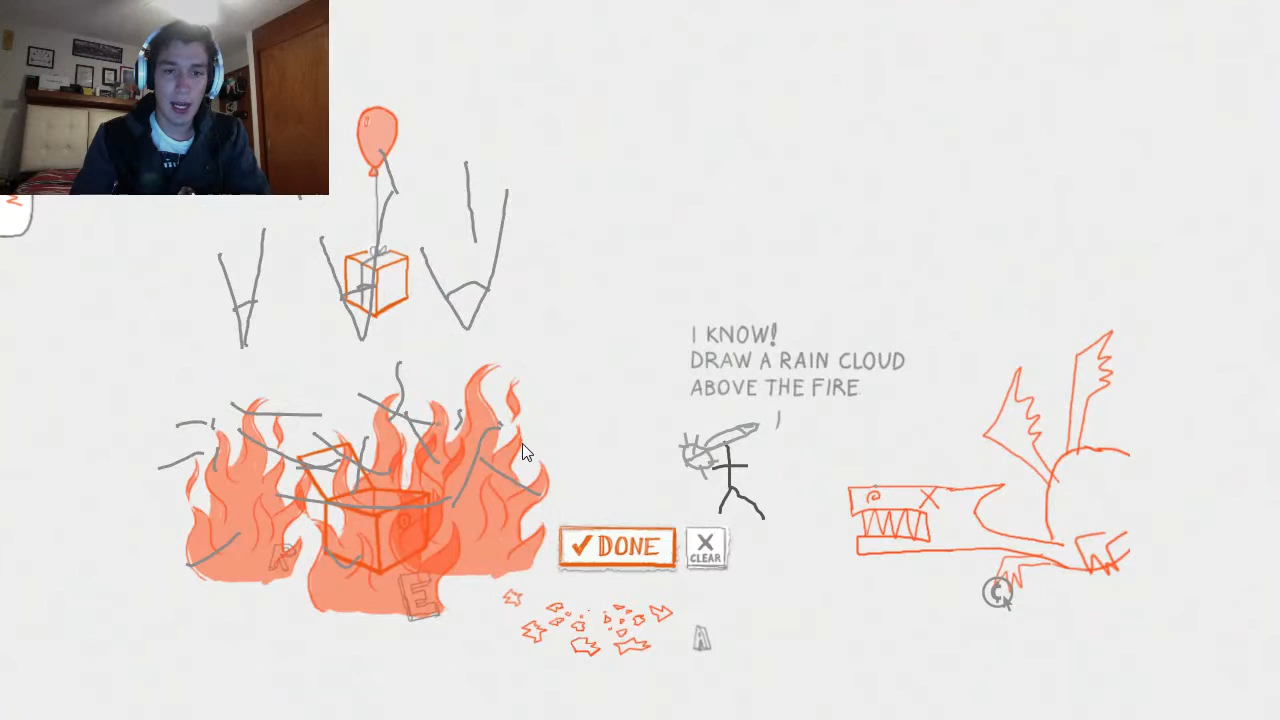 I KNOW!
DRAW A RAIN CLOUD
ABOVE THE FIRE
✓DONE
X
CLEAR
R
E
A